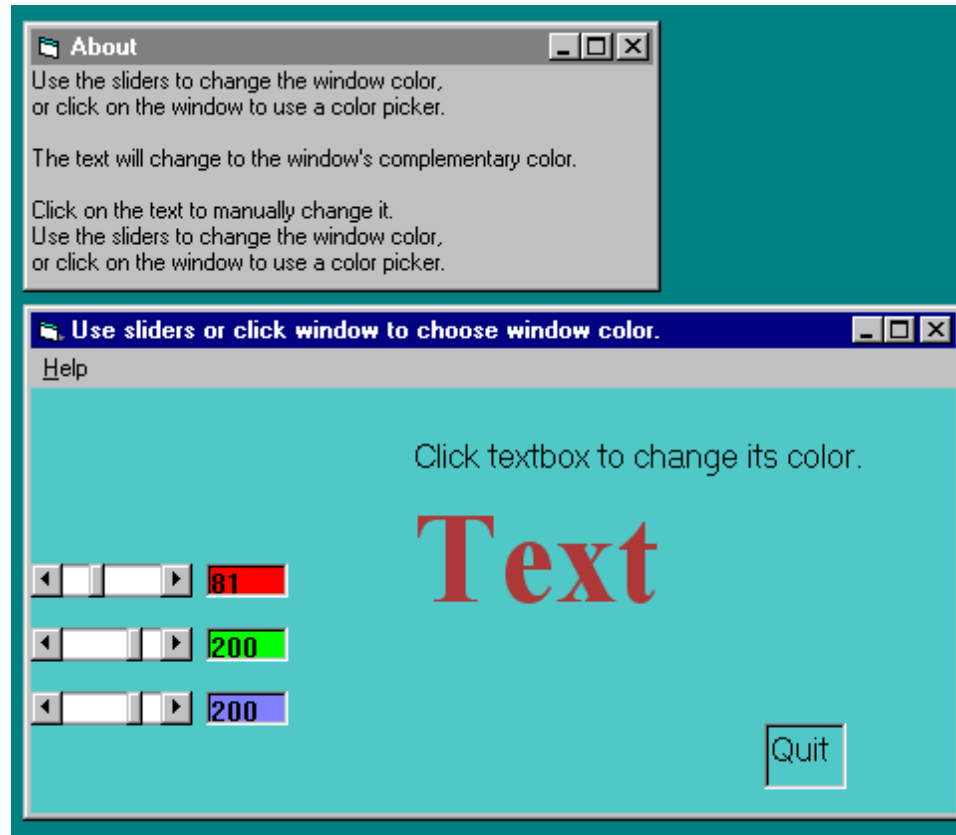 About
Use the sliders to change the window color,
or click on the window to use a color picker.
The text will change to the window's complementary color.
Click on the text to manually change it.
Use the sliders to change the window color,
or click on the window to use a color picker.
Use sliders or click window to choose window color.
Help
Click textbox to change its color.
Text
81
200
200
Quit